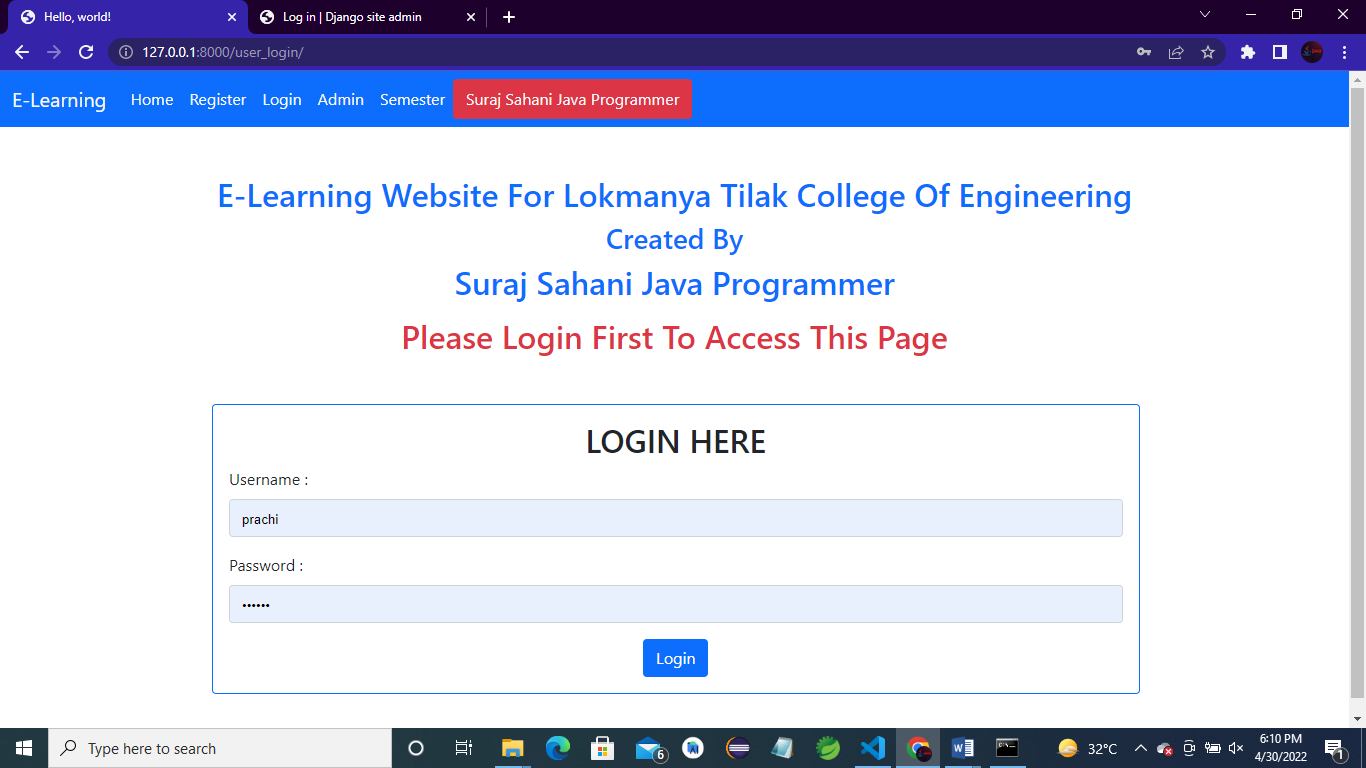 Hello, world!
Log in | Django site admin
127.0.0.1:8000/user_login/
E-Learning Home Register Login Admin Semester Suraj Sahani Java Programmer
E-Learning Website For Lokmanya Tilak College Of Engineering
Created By
Suraj Sahani Java Programmer
Please Login First To Access This Page
LOGIN HERE
Username :
prachi
Password :
••••••
Login
Type here to search
6
32°C
6:10 PM
4/30/2022
1